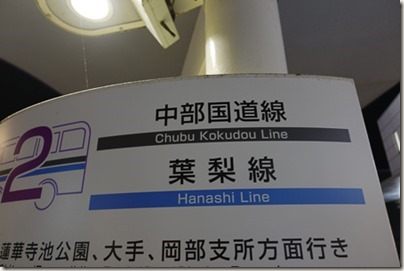 2
中部国道線
Chubu Kokudou Line
葉梨線
Hanashi Line
蓮華寺池公園、大手、岡部支所方面行き